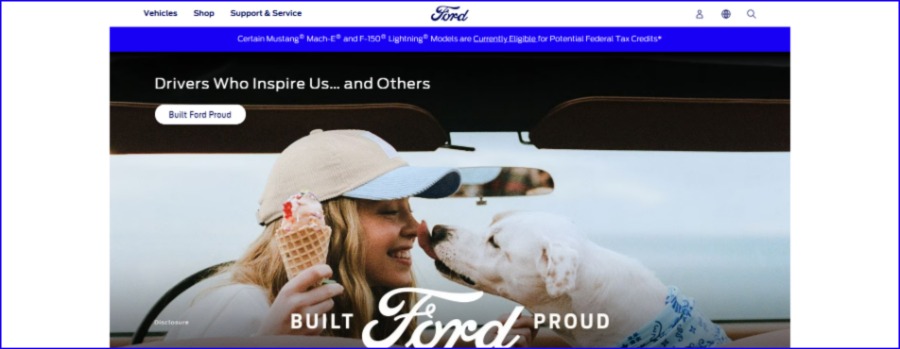 Vehicles Shop Support & Service Ford
Certain Mustang® Mach-E® and F-150® Lightning® Models are Currently Eligible for Potential Federal Tax Credits*
Drivers Who Inspire Us... and Others
Built Ford Proud
Disclosure
BUILT Ford PROUD